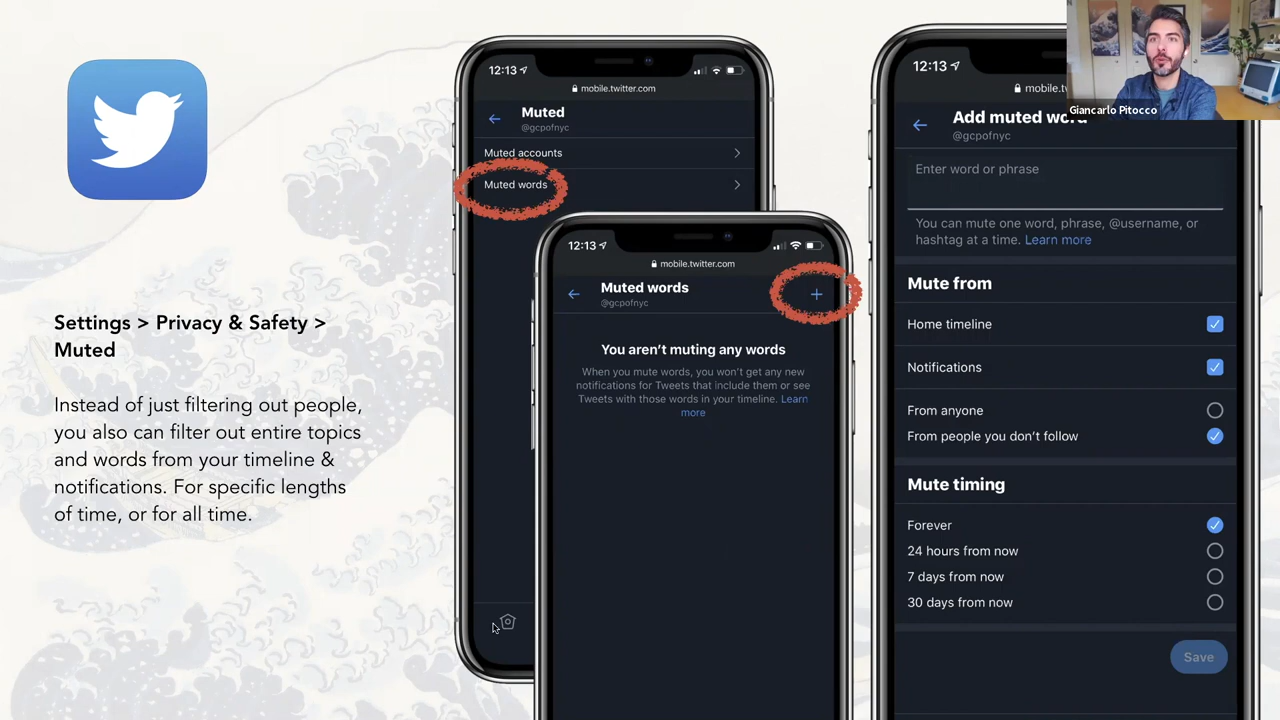 Settings > Privacy & Safety >
Muted
Instead of just filtering out people,
you also can filter out entire topics
and words from your timeline &
notifications. For specific lengths
of time, or for all time.
12:13
mobile.twitter.com
Muted
@gcpofnyc
Muted accounts
Muted words
12:13
mobile.twitter.com
Muted words
@gcpofnyc
You aren't muting any words
When you mute words, you won't get any new
notifications for Tweets that include them or see
Tweets with those words in your timeline. Learn
more
12:13
Add muted word
@gcpofnyc
Enter word or phrase
You can mute one word, phrase, @username, or
hashtag at a time. Learn more
Mute from
Home timeline
Notifications
From anyone
From people you don't follow
Mute timing
Forever
24 hours from now
7 days from now
30 days from now
Save
Giancarlo Pitocco